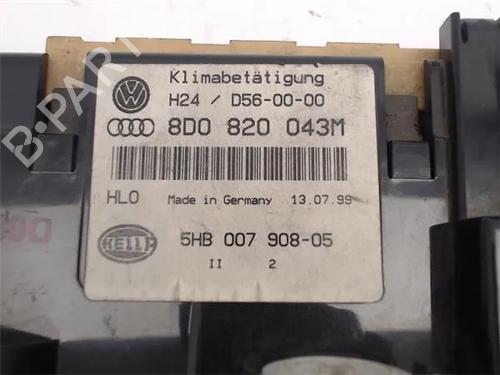 B-PARTS
Klimabetätigung
H24 / D56-00-00
8D0 820 043M
HL0 Made in Germany 13.07.99
HELLA
5HB 007 908-05
II 2